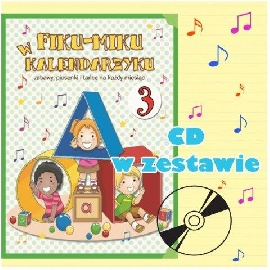 W FIKU-MIKU
KALENDARZYKU
zabawy, piosenki i tańce na każdy miesiąc
3
CD
w zestawie
a